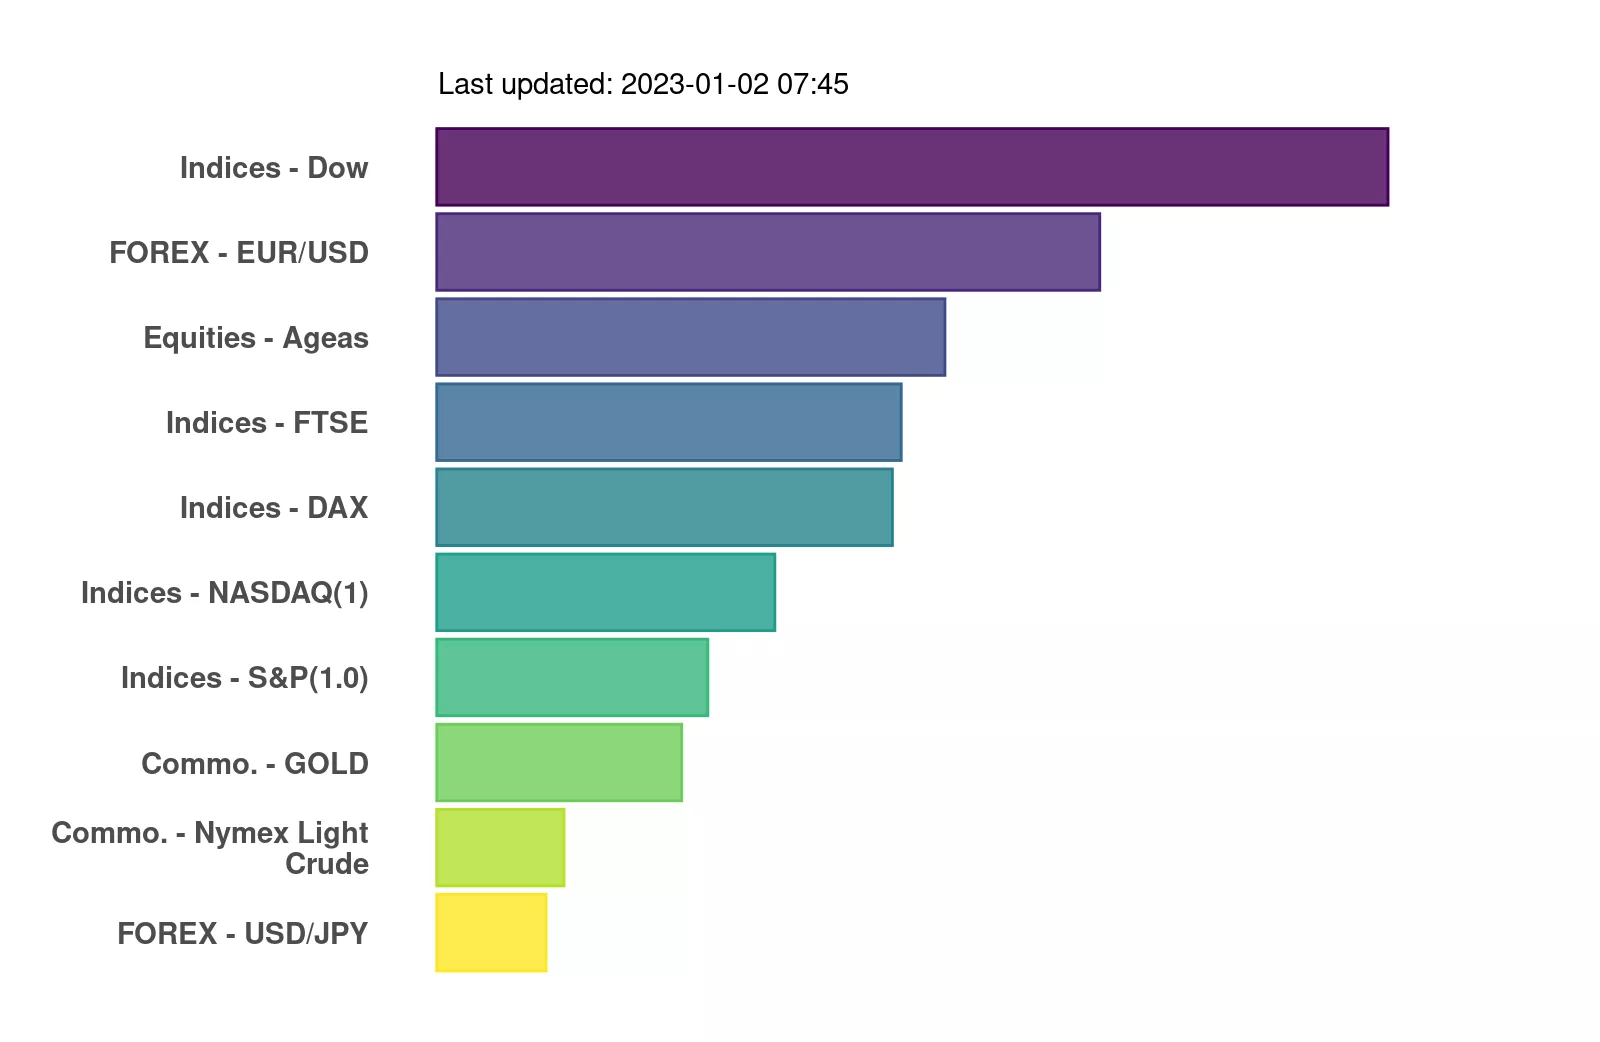 Last updated: 2023-01-02 07:45
Indices - Dow
FOREX - EUR/USD
Equities - Ageas
Indices - FTSE
Indices - DAX
Indices - NASDAQ(1)
Indices - S&P(1.0)
Commo. - GOLD
Commo. - Nymex Light
Crude
FOREX - USD/JPY